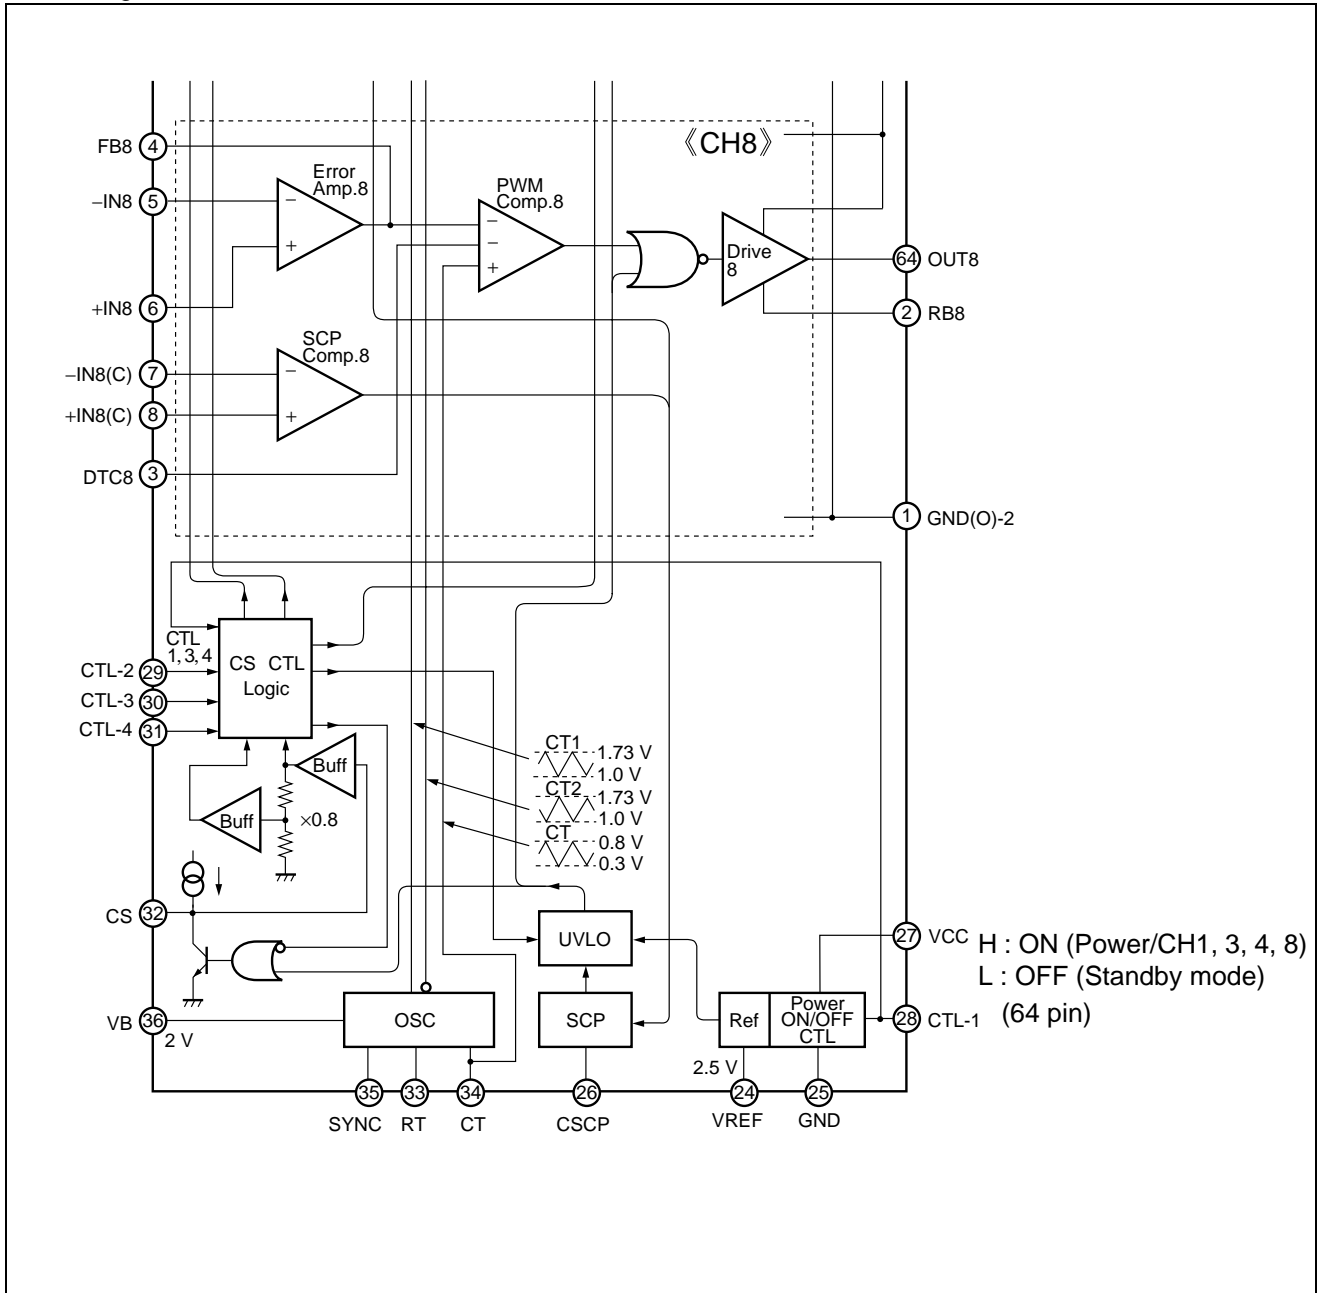 《CH8》
FB8 4
−IN8 5
+IN8 6
−IN8(C) 7
+IN8(C) 8
DTC8 3
Error
Amp.8
−
+
PWM
Comp.8
−
−
+
SCP
Comp.8
−
+
Drive
8
64 OUT8
2 RB8
1 GND(O)-2
CTL
1, 3, 4
CTL-2 29
CTL-3 30
CTL-4 31
CS CTL
Logic
Buff
Buff
×0.8
CT1
1.73 V
1.0 V
CT2
1.73 V
1.0 V
CT
0.8 V
0.3 V
CS 32
UVLO
VB 36
2 V
OSC
SCP
Ref
Power
ON/OFF
CTL
2.5 V
27 VCC
28 CTL-1
H : ON (Power/CH1, 3, 4, 8)
L : OFF (Standby mode)
(64 pin)
35 33 34 26 24 25
SYNC RT CT CSCP VREF GND